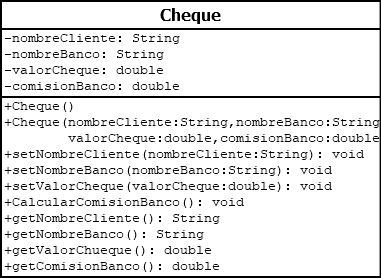 Cheque
-nombreCliente: String
-nombreBanco: String
-valorCheque: double
-comisionBanco: double
+Cheque()
+Cheque(nombreCliente:String,nombreBanco:String
valorCheque:double,comisionBanco:double
+setNombreCliente(nombreCliente:String): void
+setNombreBanco(nombreBanco:String): void
+setValorCheque(valorCheque:double): void
+CalcularComisionBanco(): void
+getNombreCliente(): String
+getNombreBanco(): String
+getValorChueque(): double
+getComisionBanco(): double